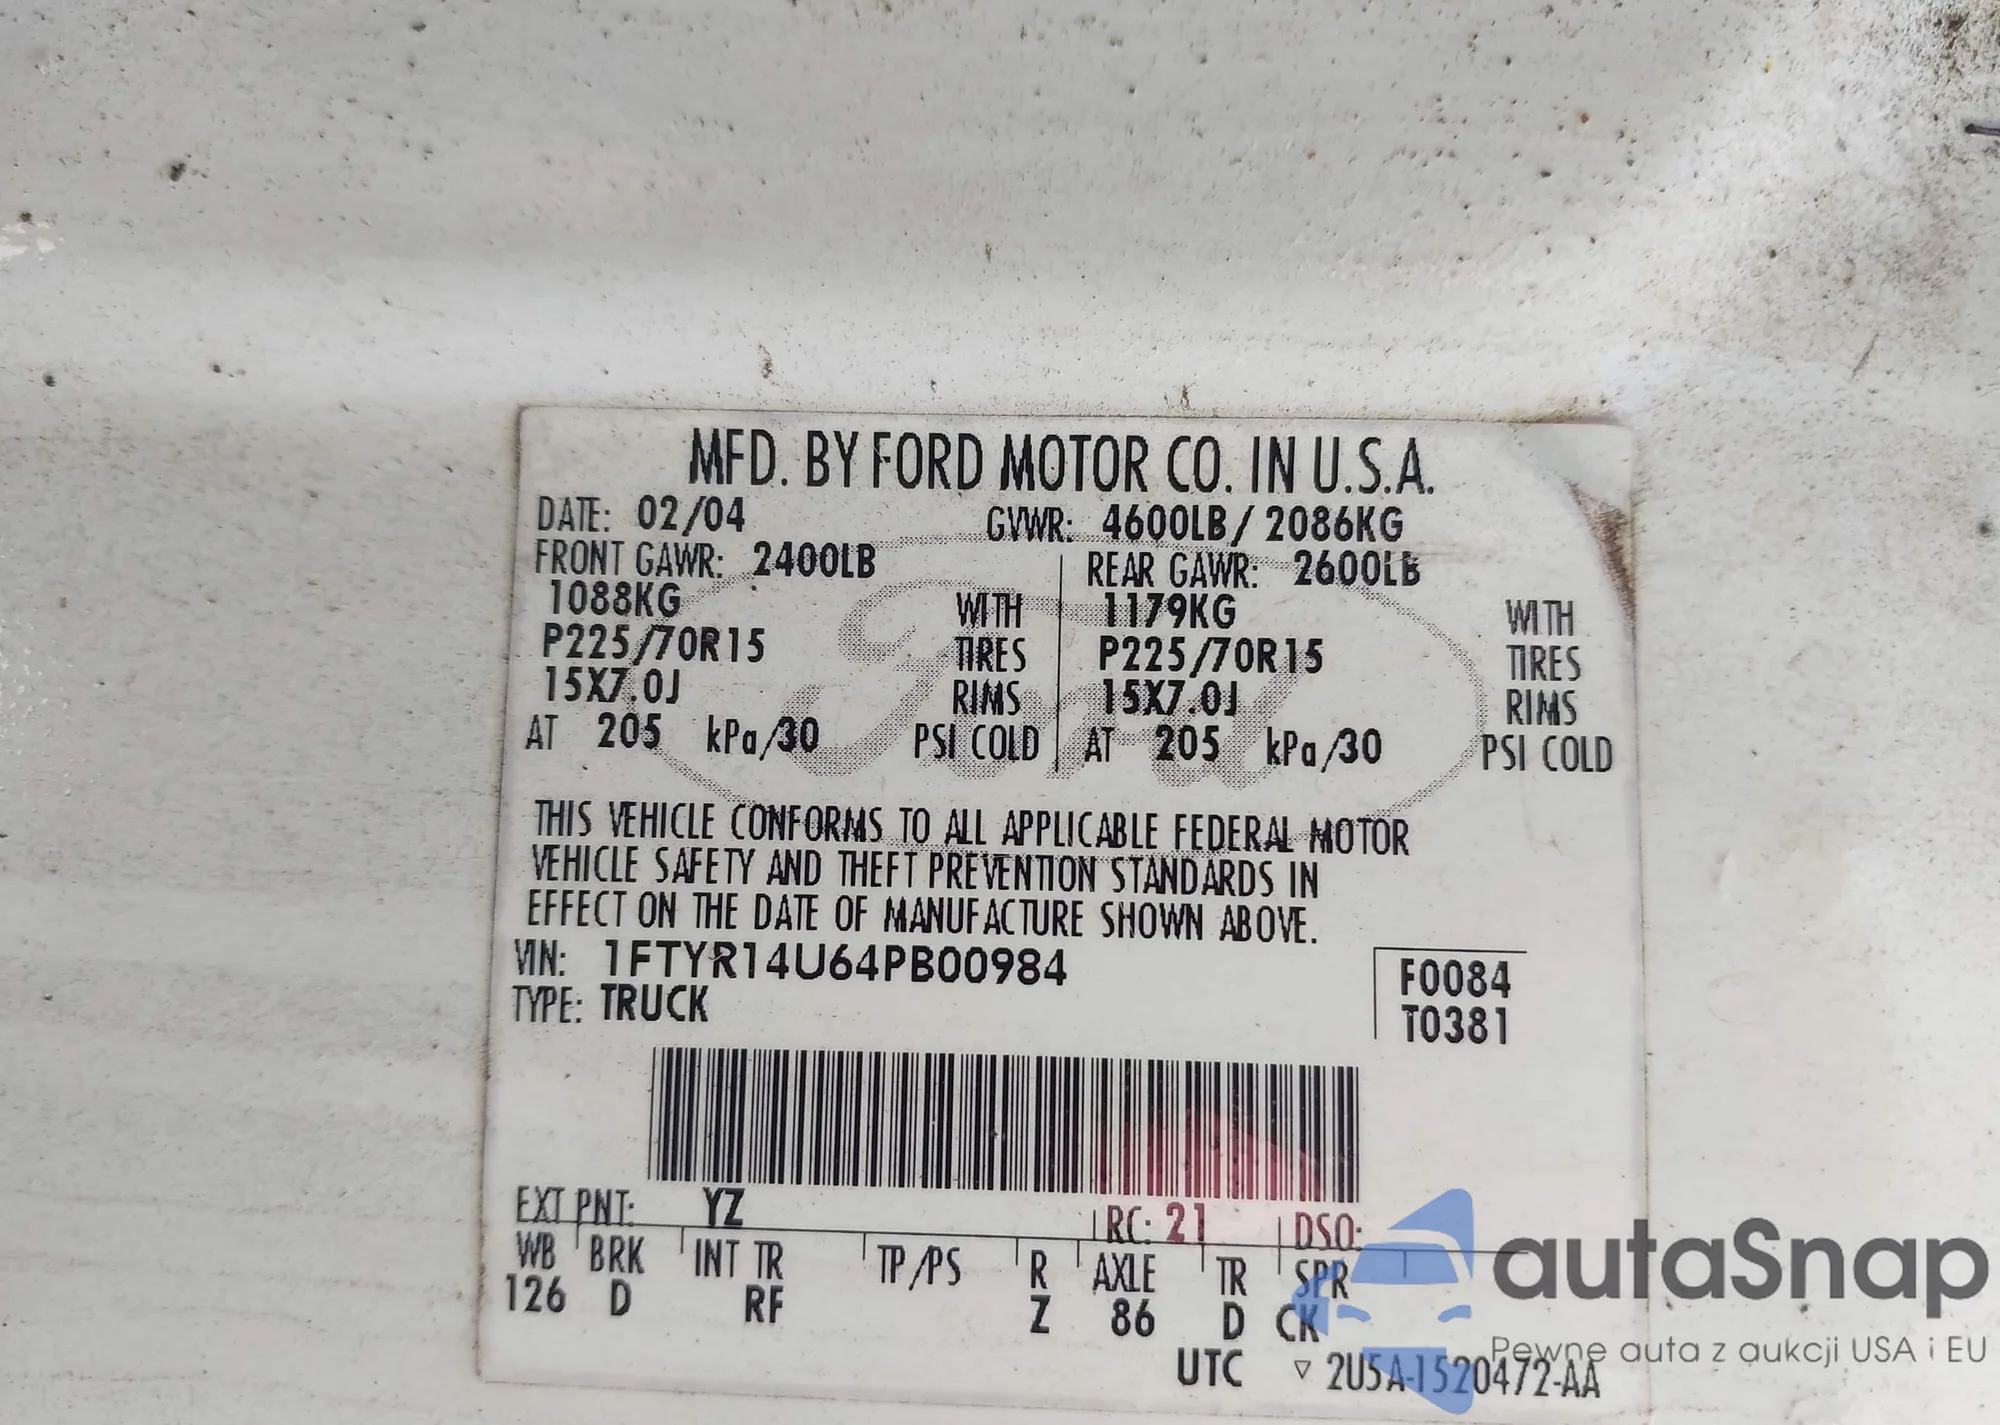 MFD. BY FORD MOTOR CO. IN U.S.A.
DATE: 02/04 GVWR: 4600LB / 2086KG
FRONT GAWR: 2400LB REAR GAWR: 2600LB
1088KG WITH 1179KG WITH
P225/70R15 TIRES P225/70R15 TIRES
15X7.0J RIMS 15X7.0J RIMS
AT 205 kPa/30 PSI COLD AT 205 kPa/30 PSI COLD
Ford
THIS VEHICLE CONFORMS TO ALL APPLICABLE FEDERAL MOTOR
VEHICLE SAFETY AND THEFT PREVENTION STANDARDS IN
EFFECT ON THE DATE OF MANUFACTURE SHOWN ABOVE.
VIN: 1FTYR14U64PB00984 F0084
TYPE: TRUCK T0381
EXT PNT: YZ RC: 21 DSO:
WB BRK INT TR TP/PS R AXLE TR SPR
126 D RF Z 86 D CK
UTC ▽ 2U5A-1520472-AA
autaSnap
Pewne auta z aukcji USA i EU